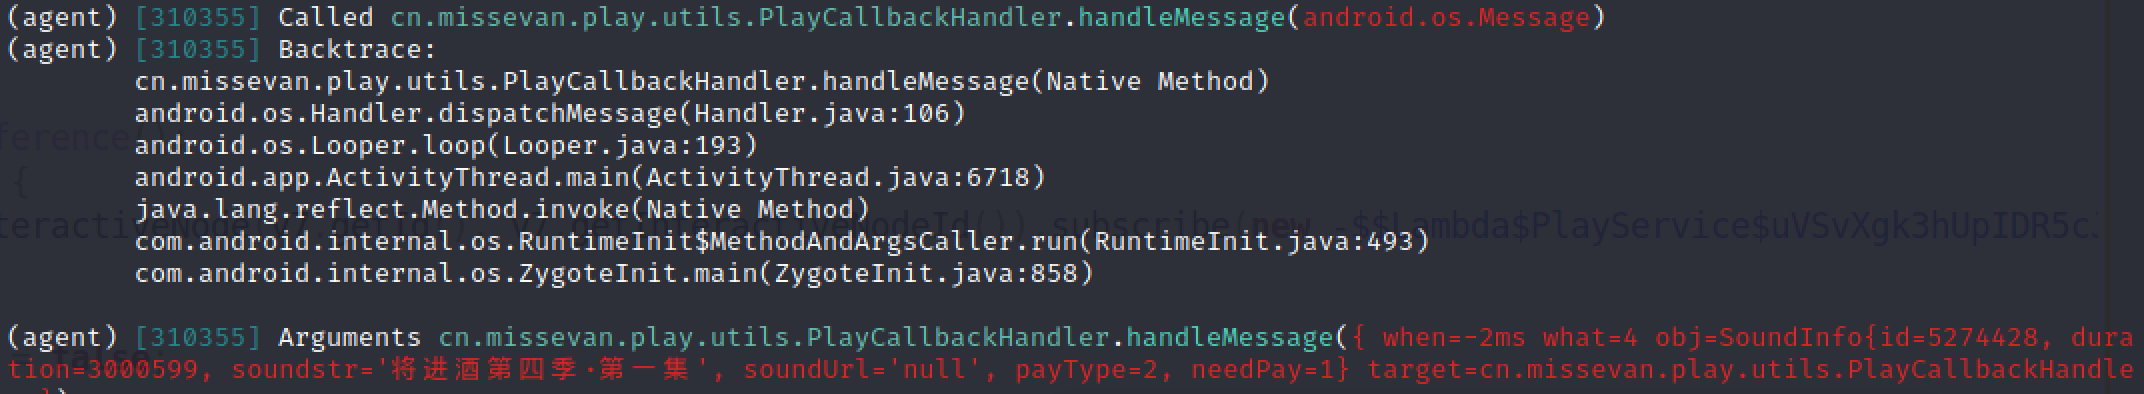 (agent) [310355] Called cn.missevan.play.utils.PlayCallbackHandler.handleMessage(android.os.Message)
(agent) [310355] Backtrace:
cn.missevan.play.utils.PlayCallbackHandler.handleMessage(Native Method)
android.os.Handler.dispatchMessage(Handler.java:106)
android.os.Looper.loop(Looper.java:193)
android.app.ActivityThread.main(ActivityThread.java:6718)
java.lang.reflect.Method.invoke(Native Method)
com.android.internal.os.RuntimeInit$MethodAndArgsCaller.run(RuntimeInit.java:493)
com.android.internal.os.ZygoteInit.main(ZygoteInit.java:858)
(agent) [310355] Arguments cn.missevan.play.utils.PlayCallbackHandler.handleMessage({ when=-2ms what=4 obj=SoundInfo{id=5274428, dura
tion=3000599, soundstr='将进酒第四季·第一集', soundUrl='null', payType=2, needPay=1} target=cn.missevan.play.utils.PlayCallbackHandle